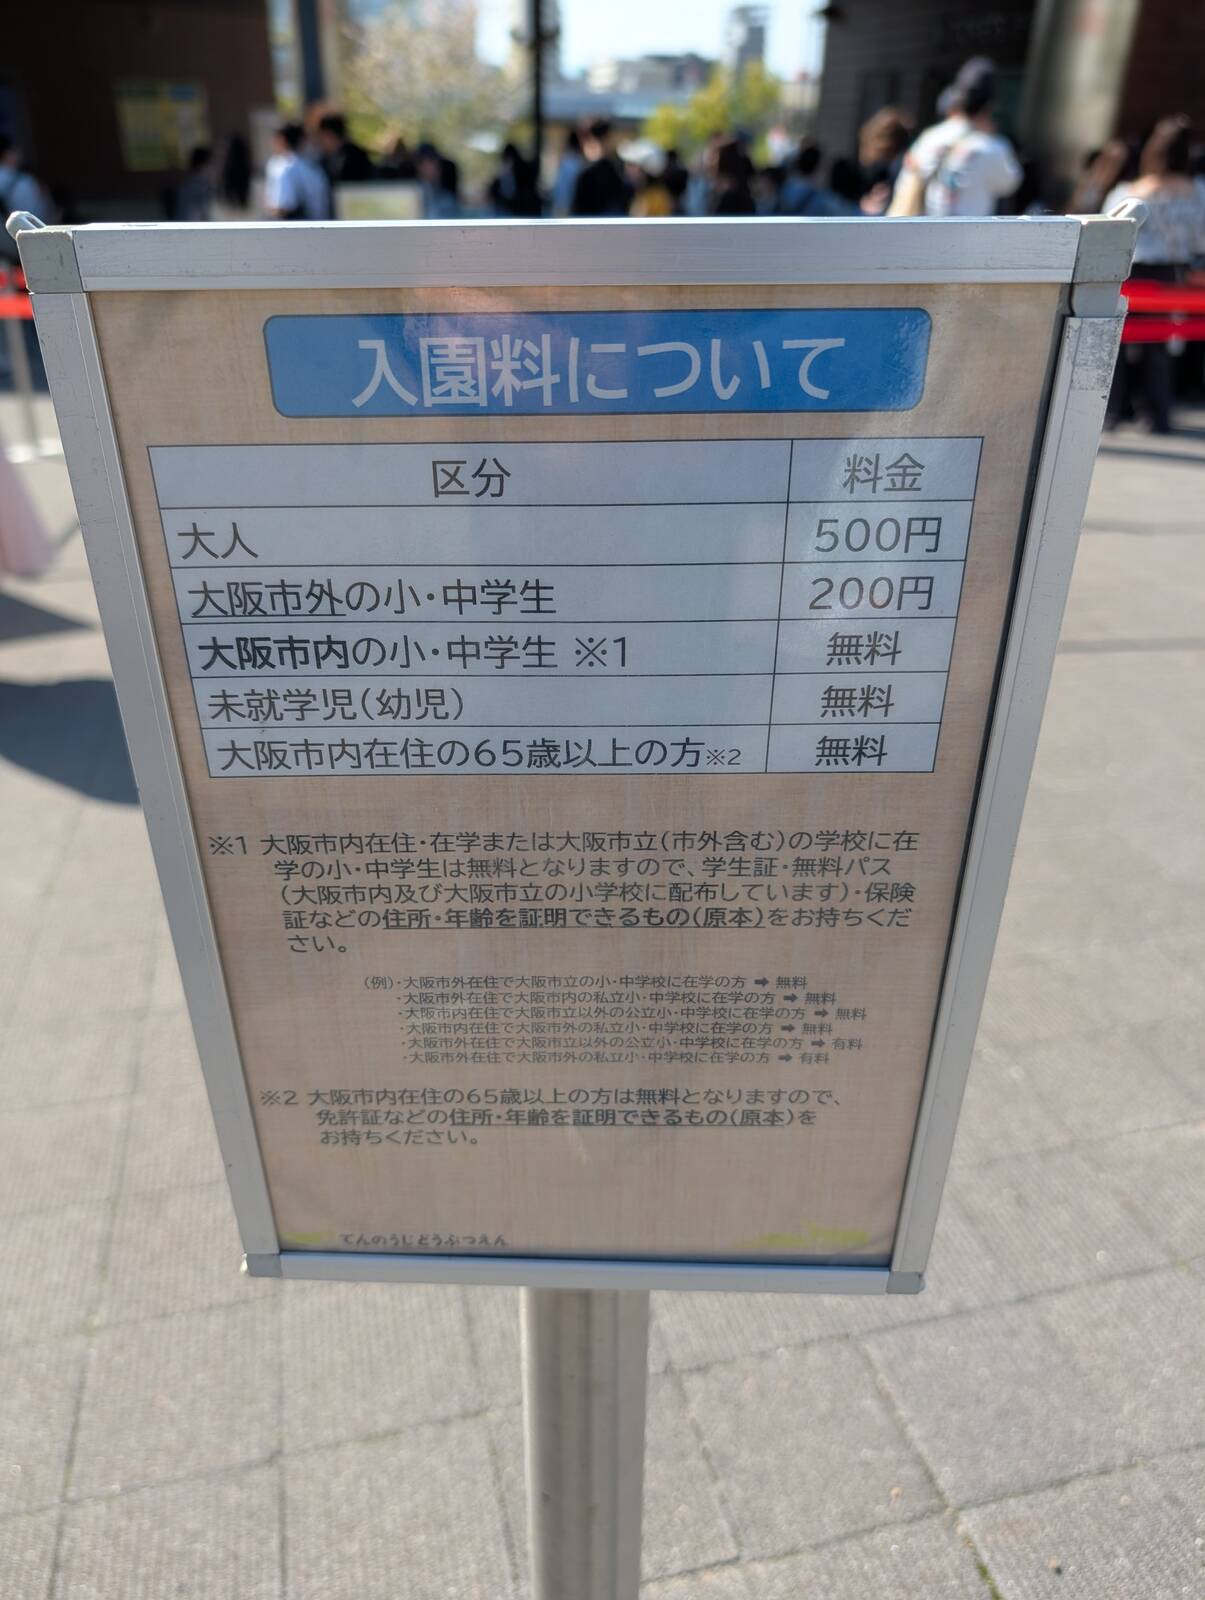 入園料について
区分 料金
大人 500円
大阪市外の小・中学生 200円
大阪市内の小・中学生 ※1 無料
未就学児(幼児) 無料
大阪市内在住の65歳以上の方※2 無料
※1 大阪市内在住・在学または大阪市立(市外含む)の学校に在
学の小・中学生は無料となりますので、学生証・無料パス
(大阪市内及び大阪市立の小学校に配布しています)・保険
証などの住所・年齢を証明できるもの(原本)をお持ちくだ
さい。
(例)・大阪市外在住で大阪市立の小・中学校に在学の方 ➡ 無料
・大阪市外在住で大阪市内の私立小・中学校に在学の方 ➡ 無料
・大阪市内在住で大阪市立以外の公立小・中学校に在学の方 ➡ 無料
・大阪市内在住で大阪市外の私立小・中学校に在学の方 ➡ 無料
・大阪市外在住で大阪市立以外の公立小・中学校に在学の方 ➡ 有料
・大阪市外在住で大阪市外の私立小・中学校に在学の方 ➡ 有料
※2 大阪市内在住の65歳以上の方は無料となりますので、
免許証などの住所・年齢を証明できるもの(原本)を
お持ちください。
てんのうじどうぶつえん